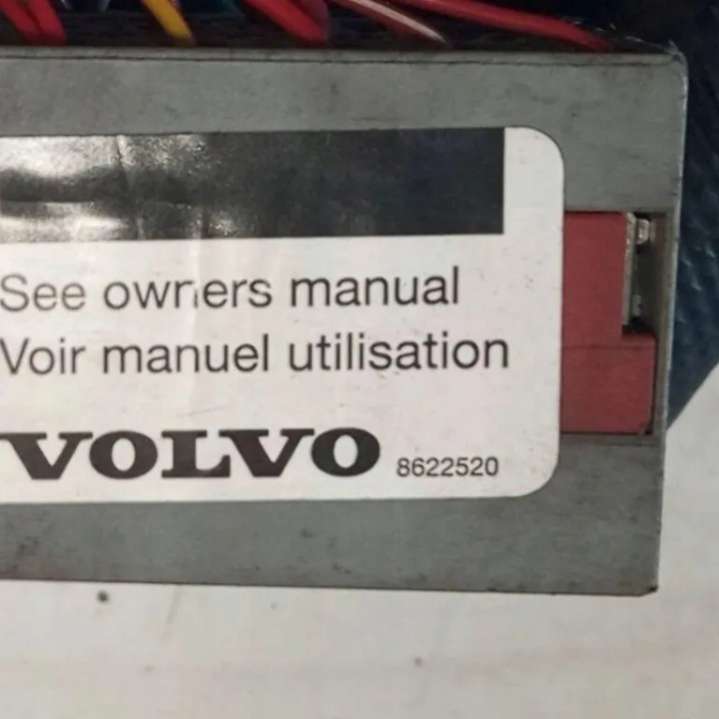 See owners manual
Voir manuel utilisation
VOLVO 8622520